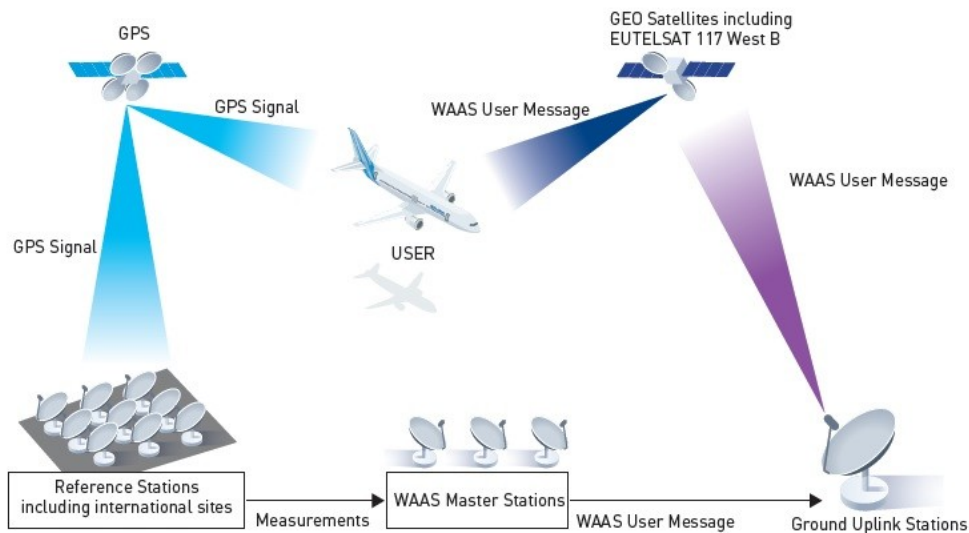 GPS
GEO Satellites including
EUTELSAT 117 West B
GPS Signal
WAAS User Message
WAAS User Message
GPS Signal
USER
Reference Stations
including international sites
Measurements
WAAS Master Stations
WAAS User Message
Ground Uplink Stations